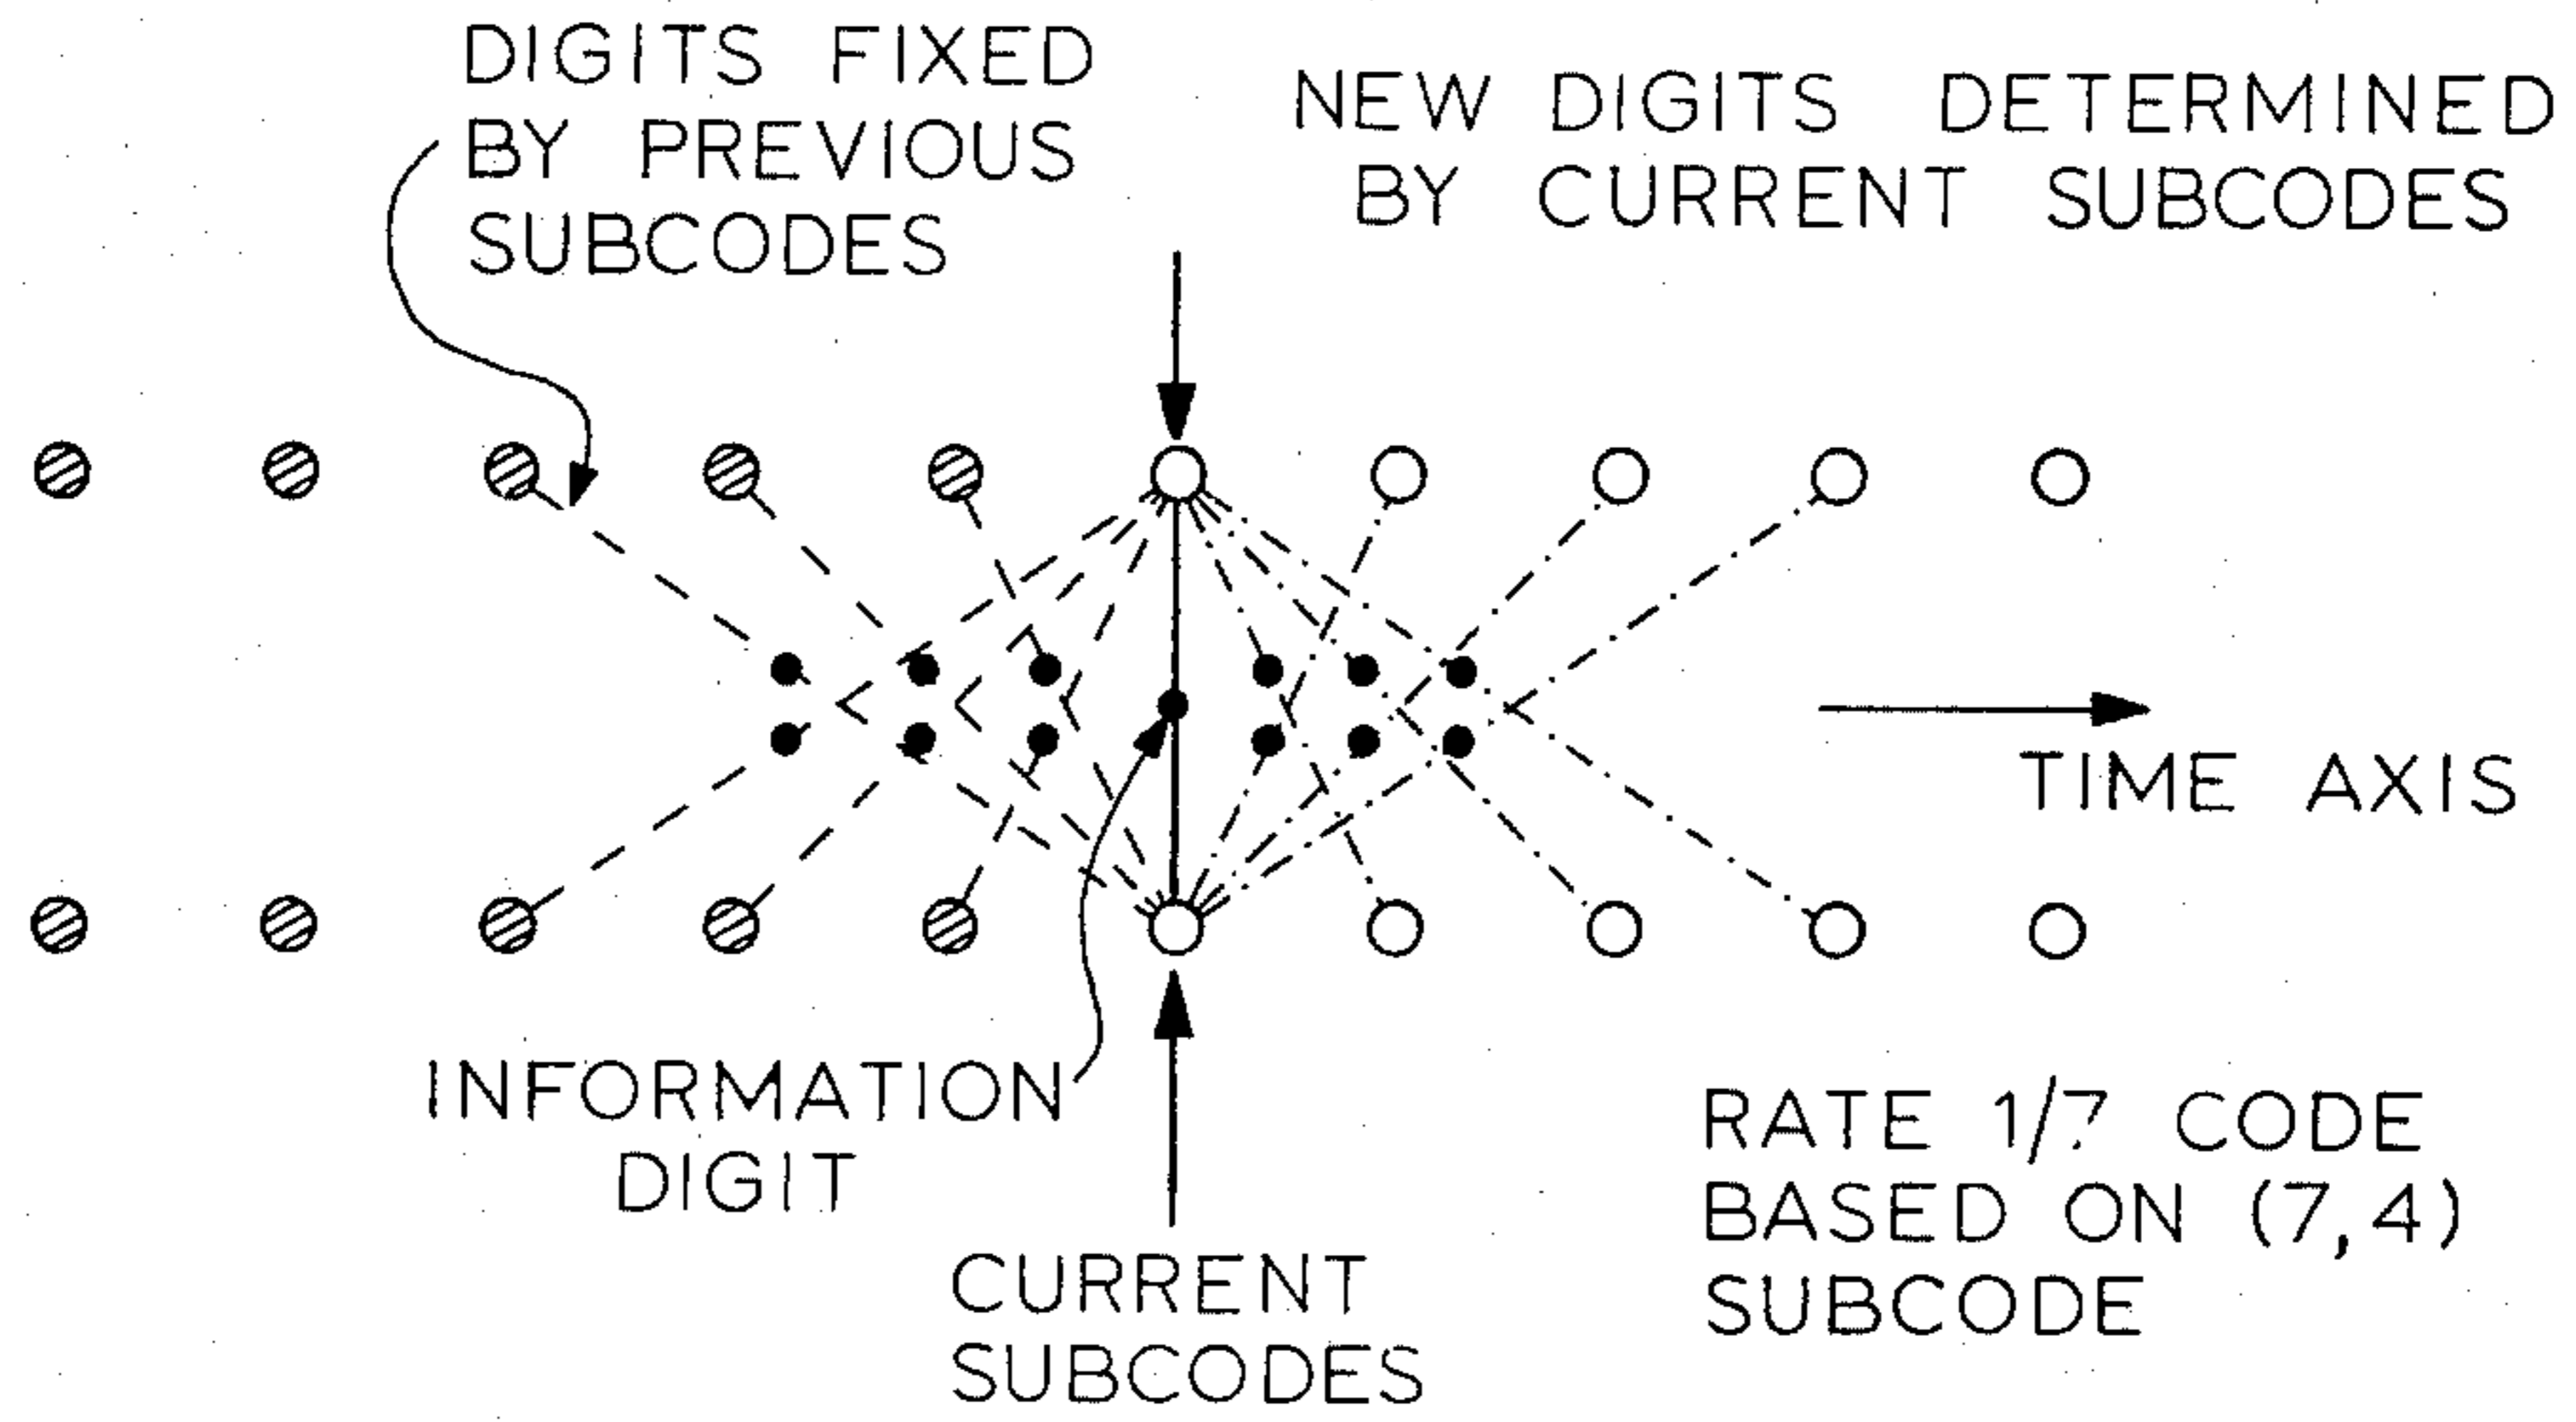 DIGITS FIXED
BY PREVIOUS
SUBCODES
NEW DIGITS DETERMINED
BY CURRENT SUBCODES
TIME AXIS
INFORMATION
DIGIT
CURRENT
SUBCODES
RATE 1/7 CODE
BASED ON (7,4)
SUBCODE